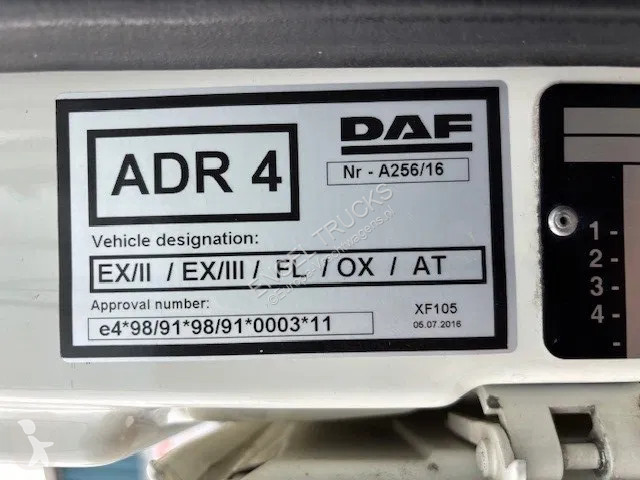 ADR 4
DAF
Nr - A256/16
Vehicle designation:
EX/II / EX/III / FL / OX / AT
Approval number:
e4*98/91*98/91*0003*11
XF105
05.07.2016
1-
2-
3-
4-
TRUCKS